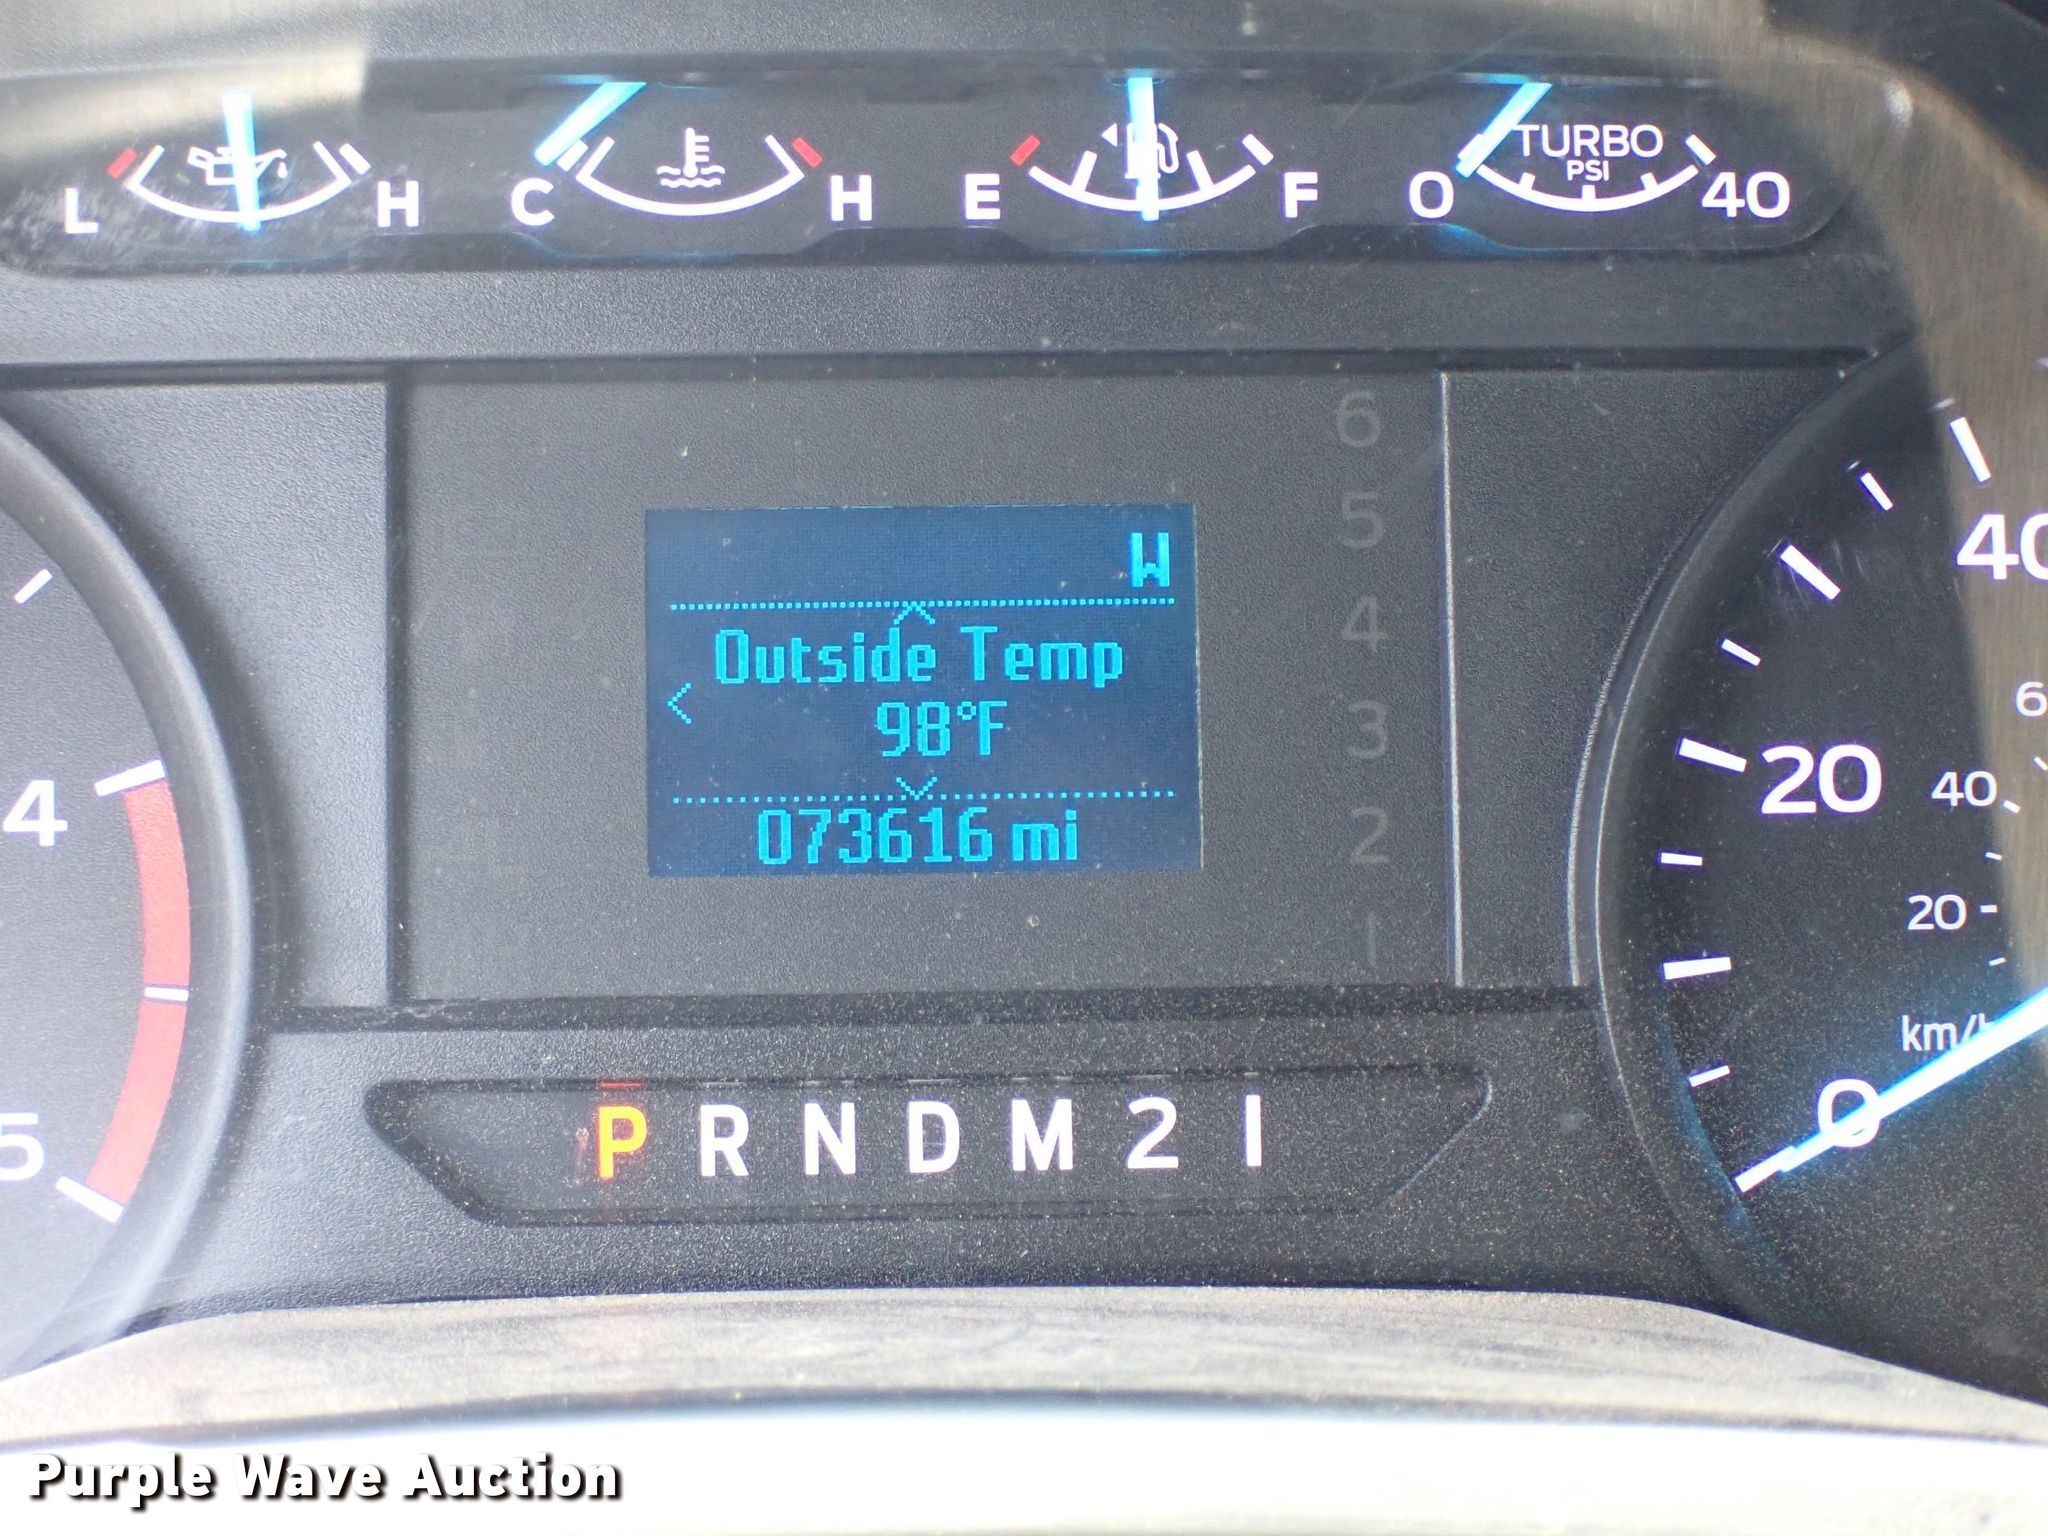 L H C H E F 0 TURBO PSI 40
6
5
4
3
2
1
W
Outside Temp
98°F
073616 mi
4
5
40
20
0
40
20
km/h
P R N D M 2 1
Purple Wave Auction